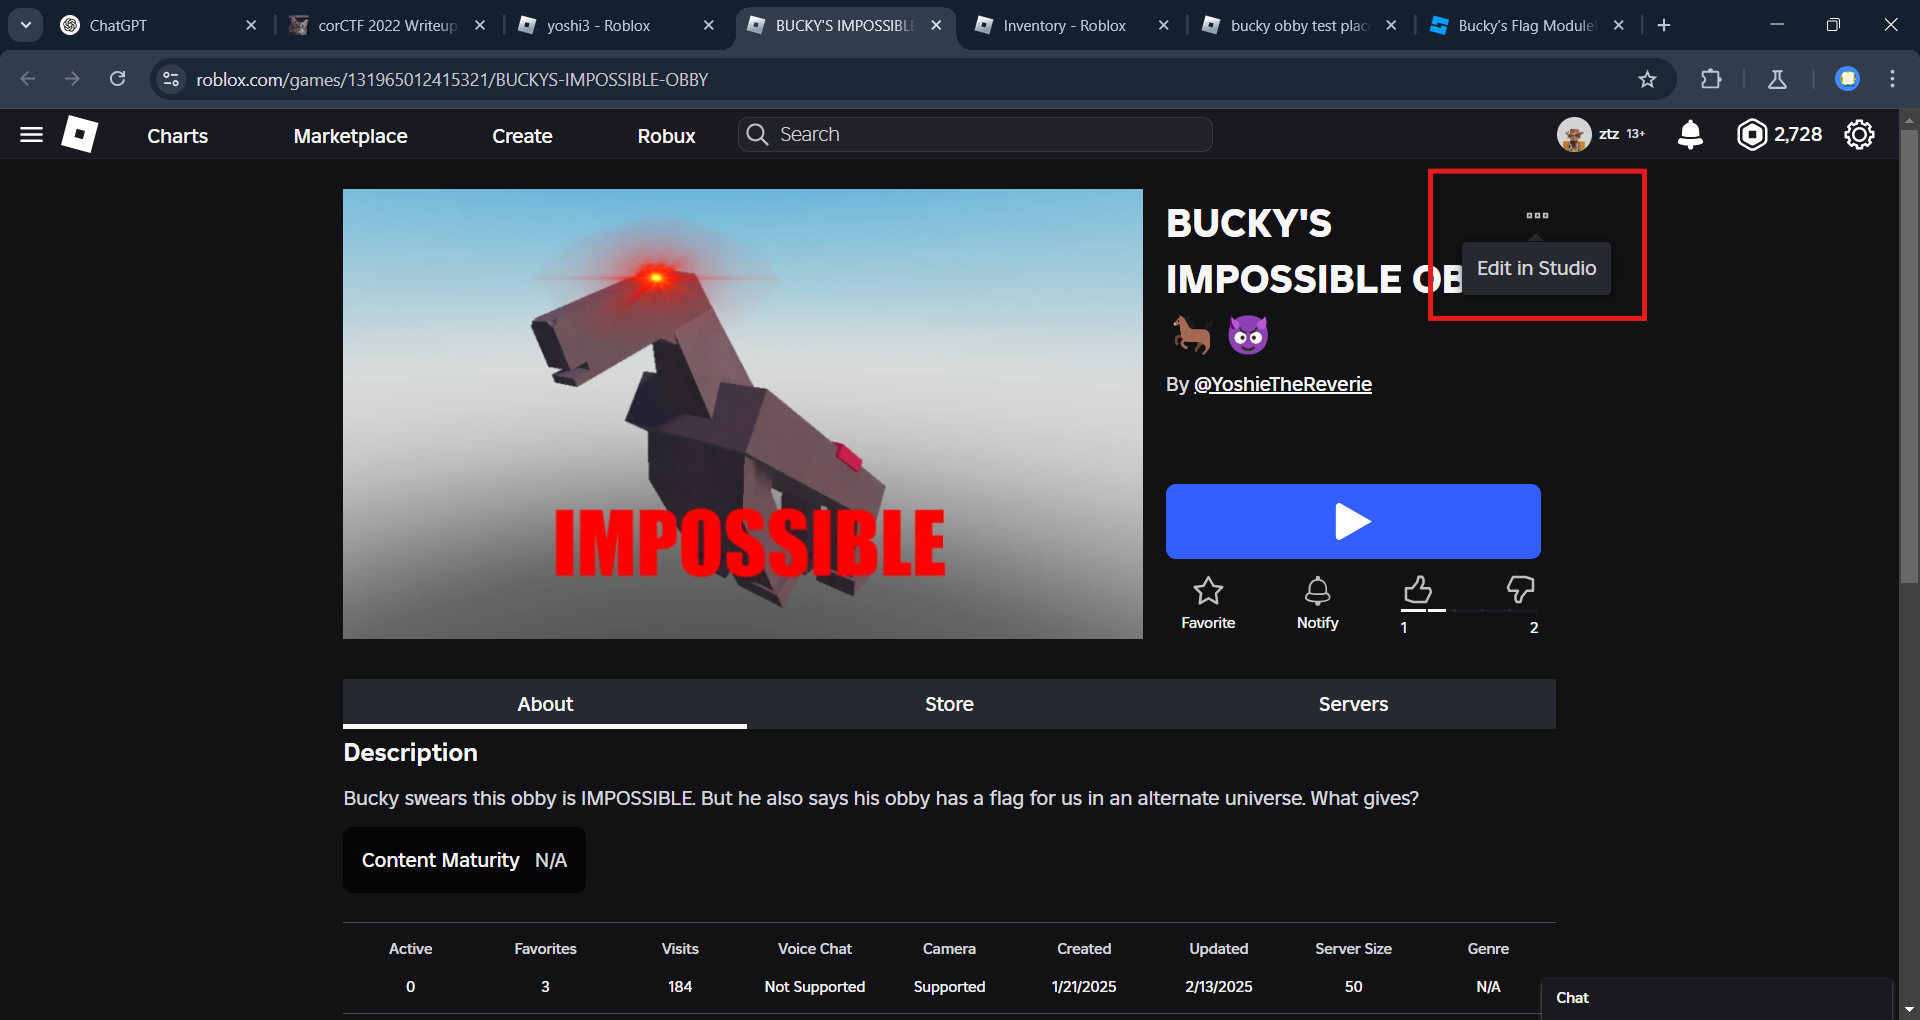 ChatGPT
corCTF 2022 Writeup
yoshi3 - Roblox
BUCKY'S IMPOSSIBLE
Inventory - Roblox
bucky obby test plac
Bucky's Flag Module
roblox.com/games/131965012415321/BUCKYS-IMPOSSIBLE-OBBY
Charts
Marketplace
Create
Robux
Search
ztz 13+
2,728
BUCKY'S
IMPOSSIBLE OB
Edit in Studio
By @YoshieTheReverie
IMPOSSIBLE
Favorite
Notify
1
2
About
Store
Servers
Description
Bucky swears this obby is IMPOSSIBLE. But he also says his obby has a flag for us in an alternate universe. What gives?
Content Maturity N/A
Active Favorites Visits Voice Chat Camera Created Updated Server Size Genre
0 3 184 Not Supported Supported 1/21/2025 2/13/2025 50 N/A
Chat